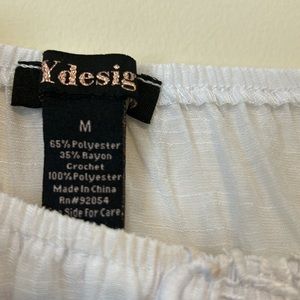 Ydesig
M
65% Polyester
35% Rayon
Crochet
100% Polyester
Made In China
Rn#92054
Side For Care.